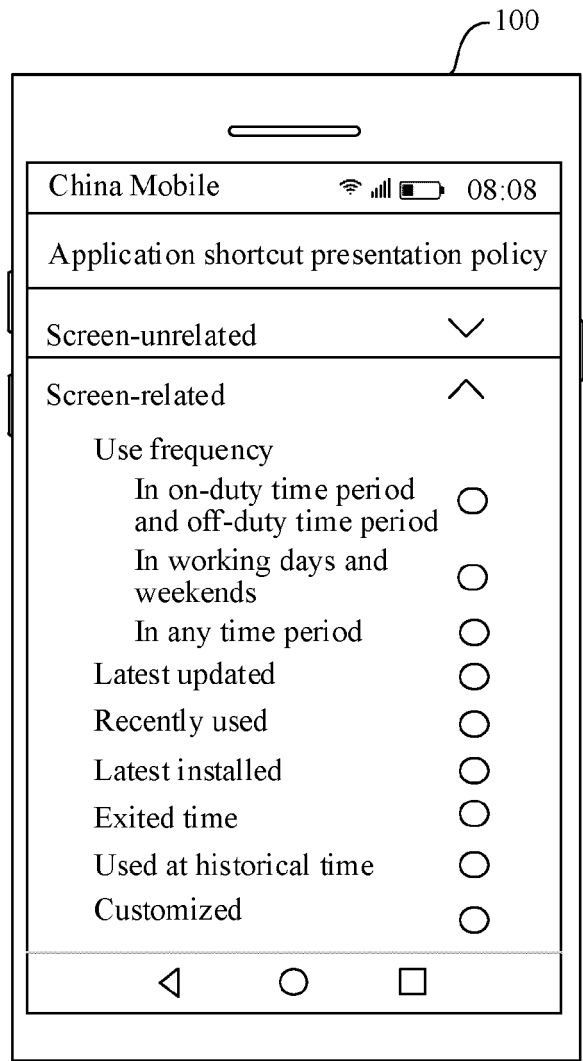 100
China Mobile 08:08
Application shortcut presentation policy
Screen-unrelated
Screen-related
Use frequency
In on-duty time period
and off-duty time period
In working days and
weekends
In any time period
Latest updated
Recently used
Latest installed
Exited time
Used at historical time
Customized